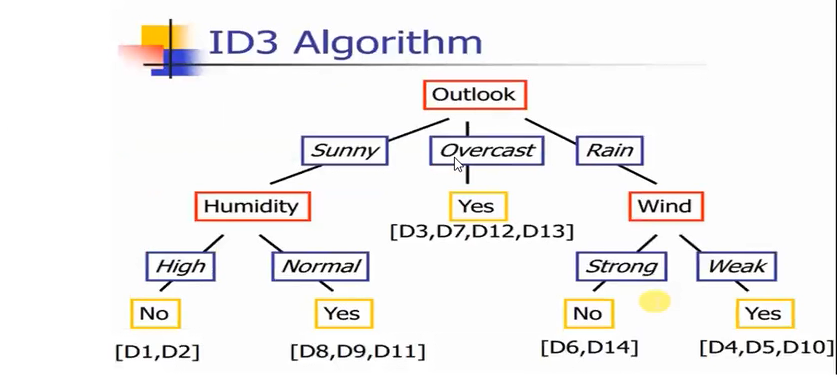 ID3 Algorithm
Outlook
Sunny Overcast Rain
Humidity Yes Wind
[D3,D7,D12,D13]
High Normal Strong Weak
No Yes No Yes
[D1,D2] [D8,D9,D11] [D6,D14] [D4,D5,D10]